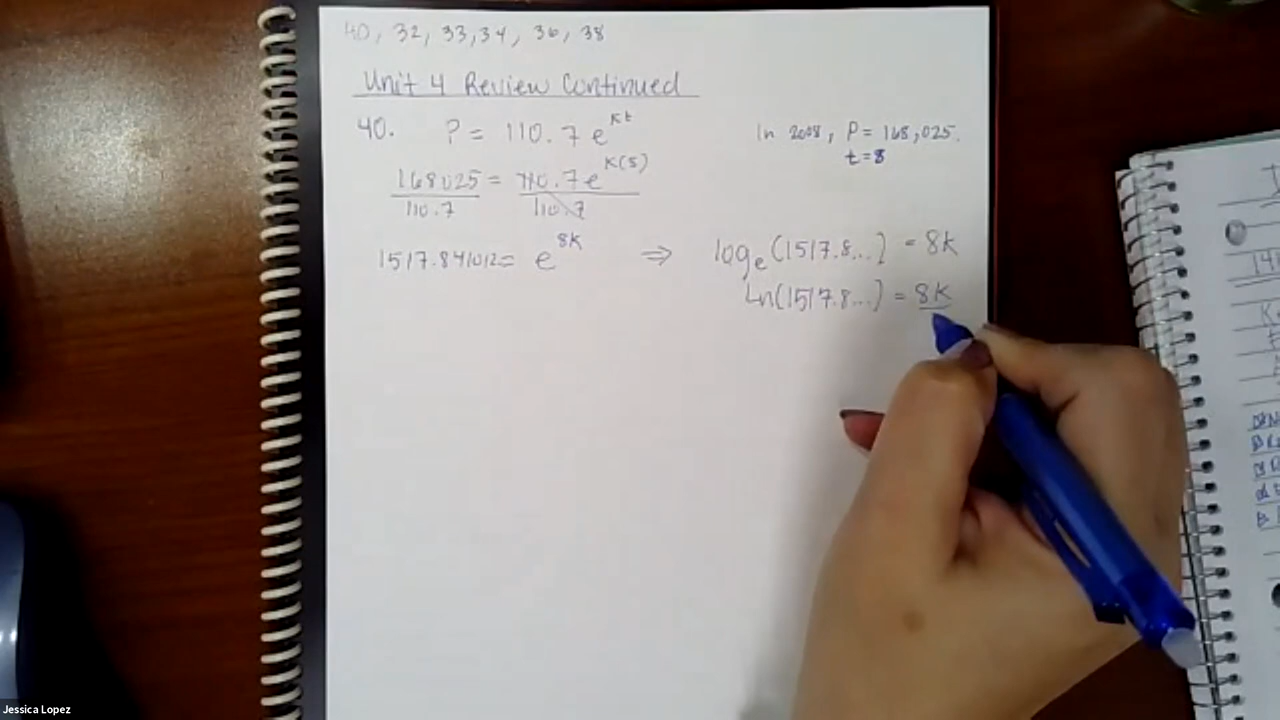 40, 32, 33, 34, 36, 38
Unit 4 Review Continued
40. P = 110.7 e^{Kt}
In 2008, P = 168,025.
t=8
168025 = 110.7 e^{K(8)}
110.7 110.7
1517.841012 = e^{8K} ⇒ log_e(1517.8...) = 8K
Ln(1517.8...) = 8K
Jessica Lopez